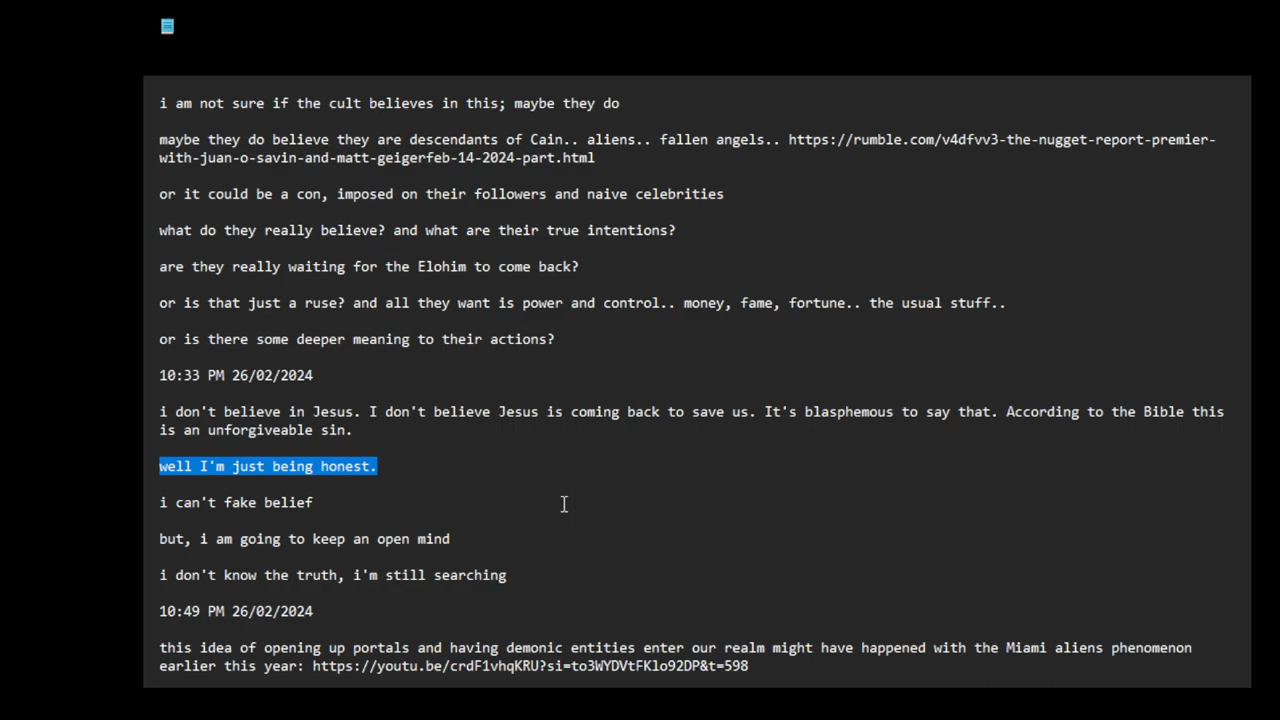 i am not sure if the cult believes in this; maybe they do
maybe they do believe they are descendants of Cain.. aliens.. fallen angels.. https://rumble.com/v4dfvv3-the-nugget-report-premier-
with-juan-o-savin-and-matt-geigerfeb-14-2024-part.html
or it could be a con, imposed on their followers and naive celebrities
what do they really believe? and what are their true intentions?
are they really waiting for the Elohim to come back?
or is that just a ruse? and all they want is power and control.. money, fame, fortune.. the usual stuff..
or is there some deeper meaning to their actions?
10:33 PM 26/02/2024
i don't believe in Jesus. I don't believe Jesus is coming back to save us. It's blasphemous to say that. According to the Bible this
is an unforgiveable sin.
well I'm just being honest.
i can't fake belief
but, i am going to keep an open mind
i don't know the truth, i'm still searching
10:49 PM 26/02/2024
this idea of opening up portals and having demonic entities enter our realm might have happened with the Miami aliens phenomenon
earlier this year: https://youtu.be/crdF1vhqKRU?si=to3WYDVtFKlo92DP&t=598